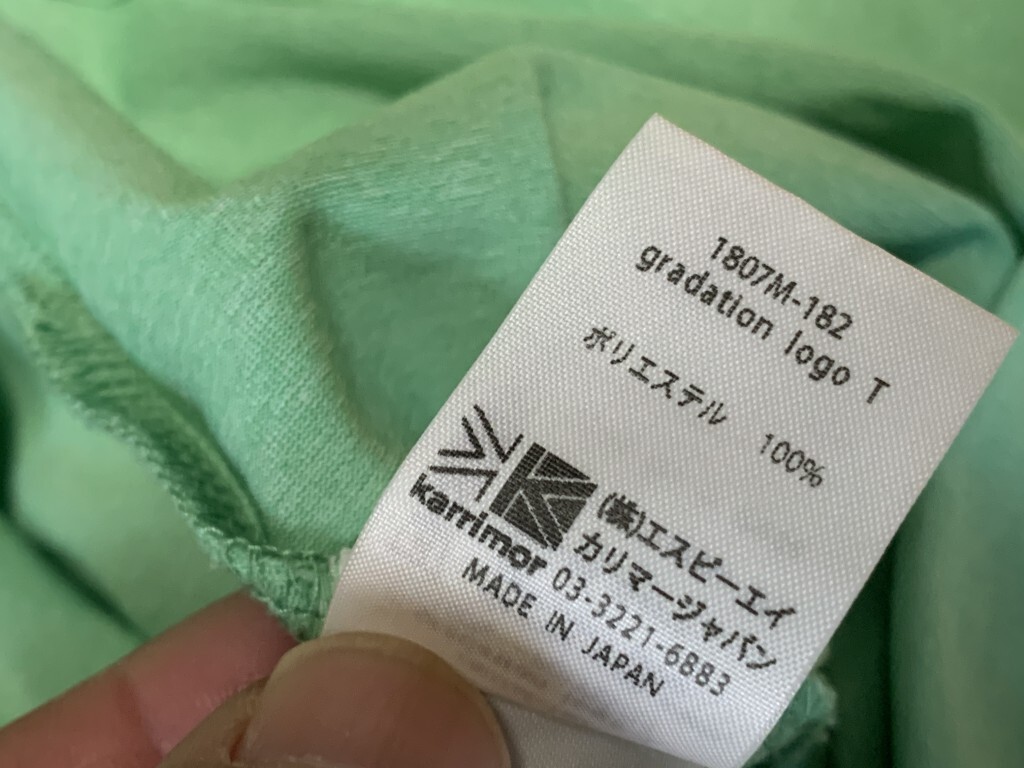 1807M-182
gradation logo T
ポリエステル 100%
karrimor
(株)エスピーエイ
カリマージャパン
03-3221-6883
MADE IN JAPAN